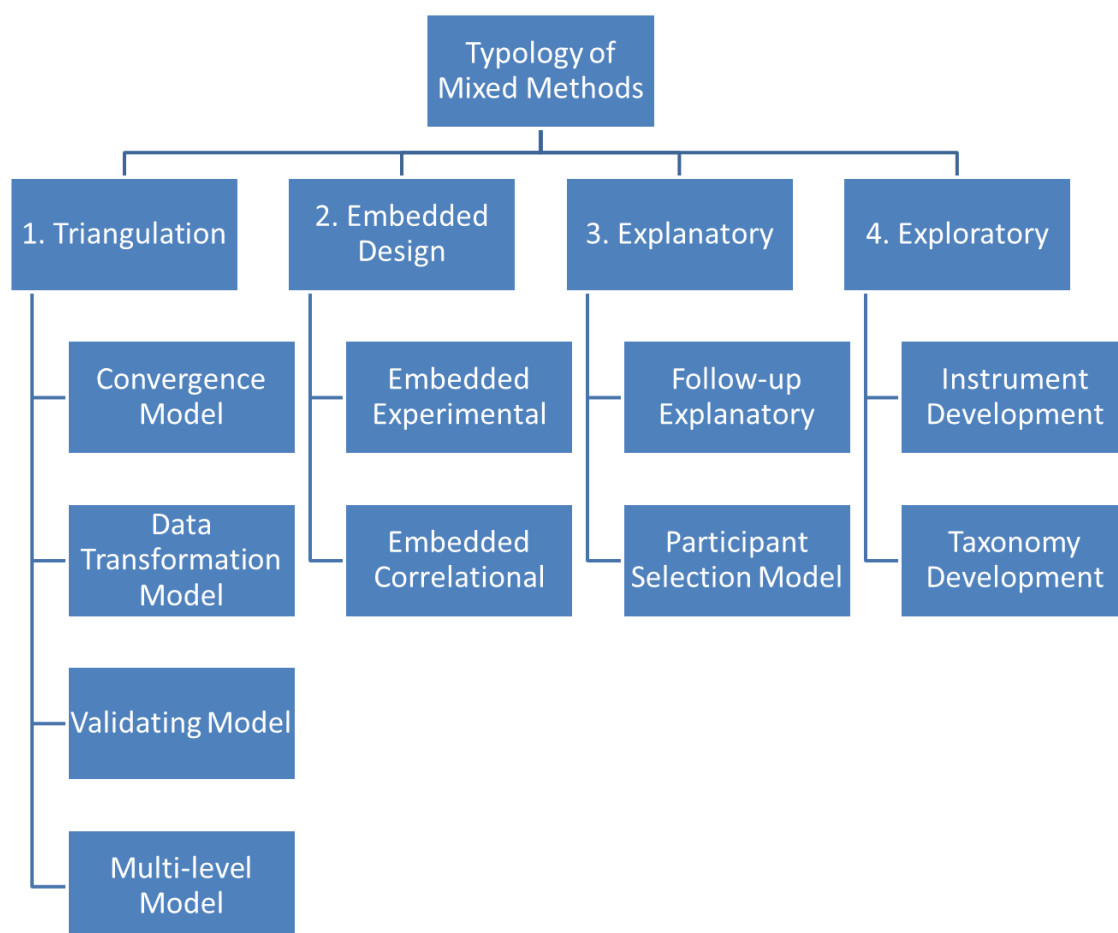 Typology of
Mixed Methods
1. Triangulation
2. Embedded
Design
3. Explanatory
4. Exploratory
Convergence
Model
Embedded
Experimental
Follow-up
Explanatory
Instrument
Development
Data
Transformation
Model
Embedded
Correlational
Participant
Selection Model
Taxonomy
Development
Validating Model
Multi-level
Model